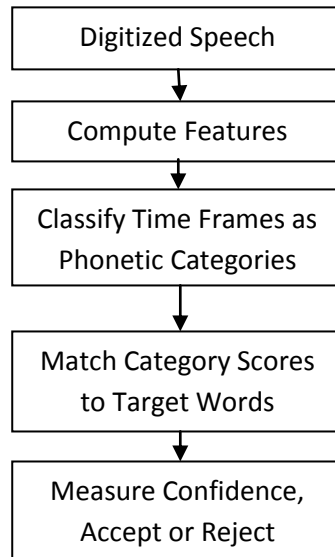 Digitized Speech
Compute Features
Classify Time Frames as
Phonetic Categories
Match Category Scores
to Target Words
Measure Confidence,
Accept or Reject